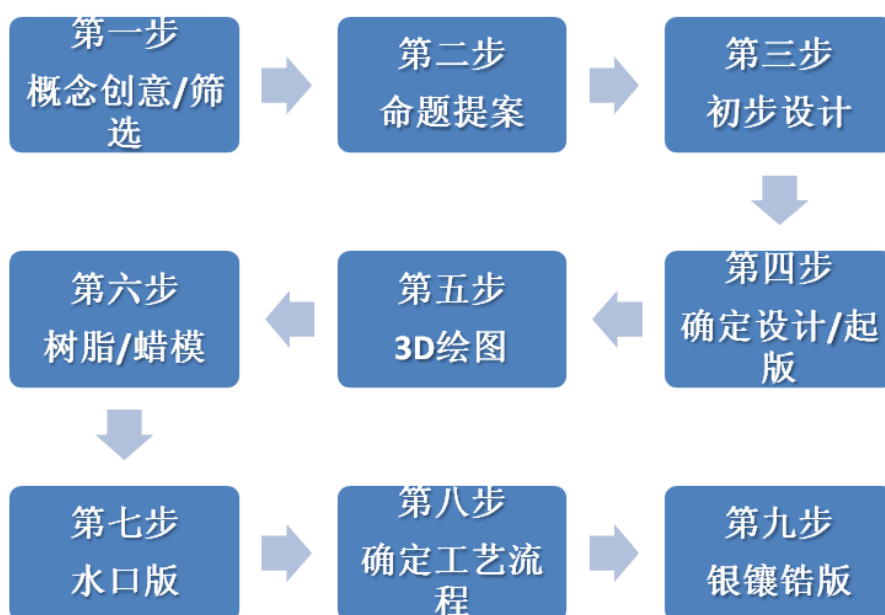 第一步
概念创意/筛
选
第二步
命题提案
第三步
初步设计
第四步
确定设计/起
版
第五步
3D绘图
第六步
树脂/蜡模
第七步
水口版
第八步
确定工艺流
程
第九步
银镶锆版